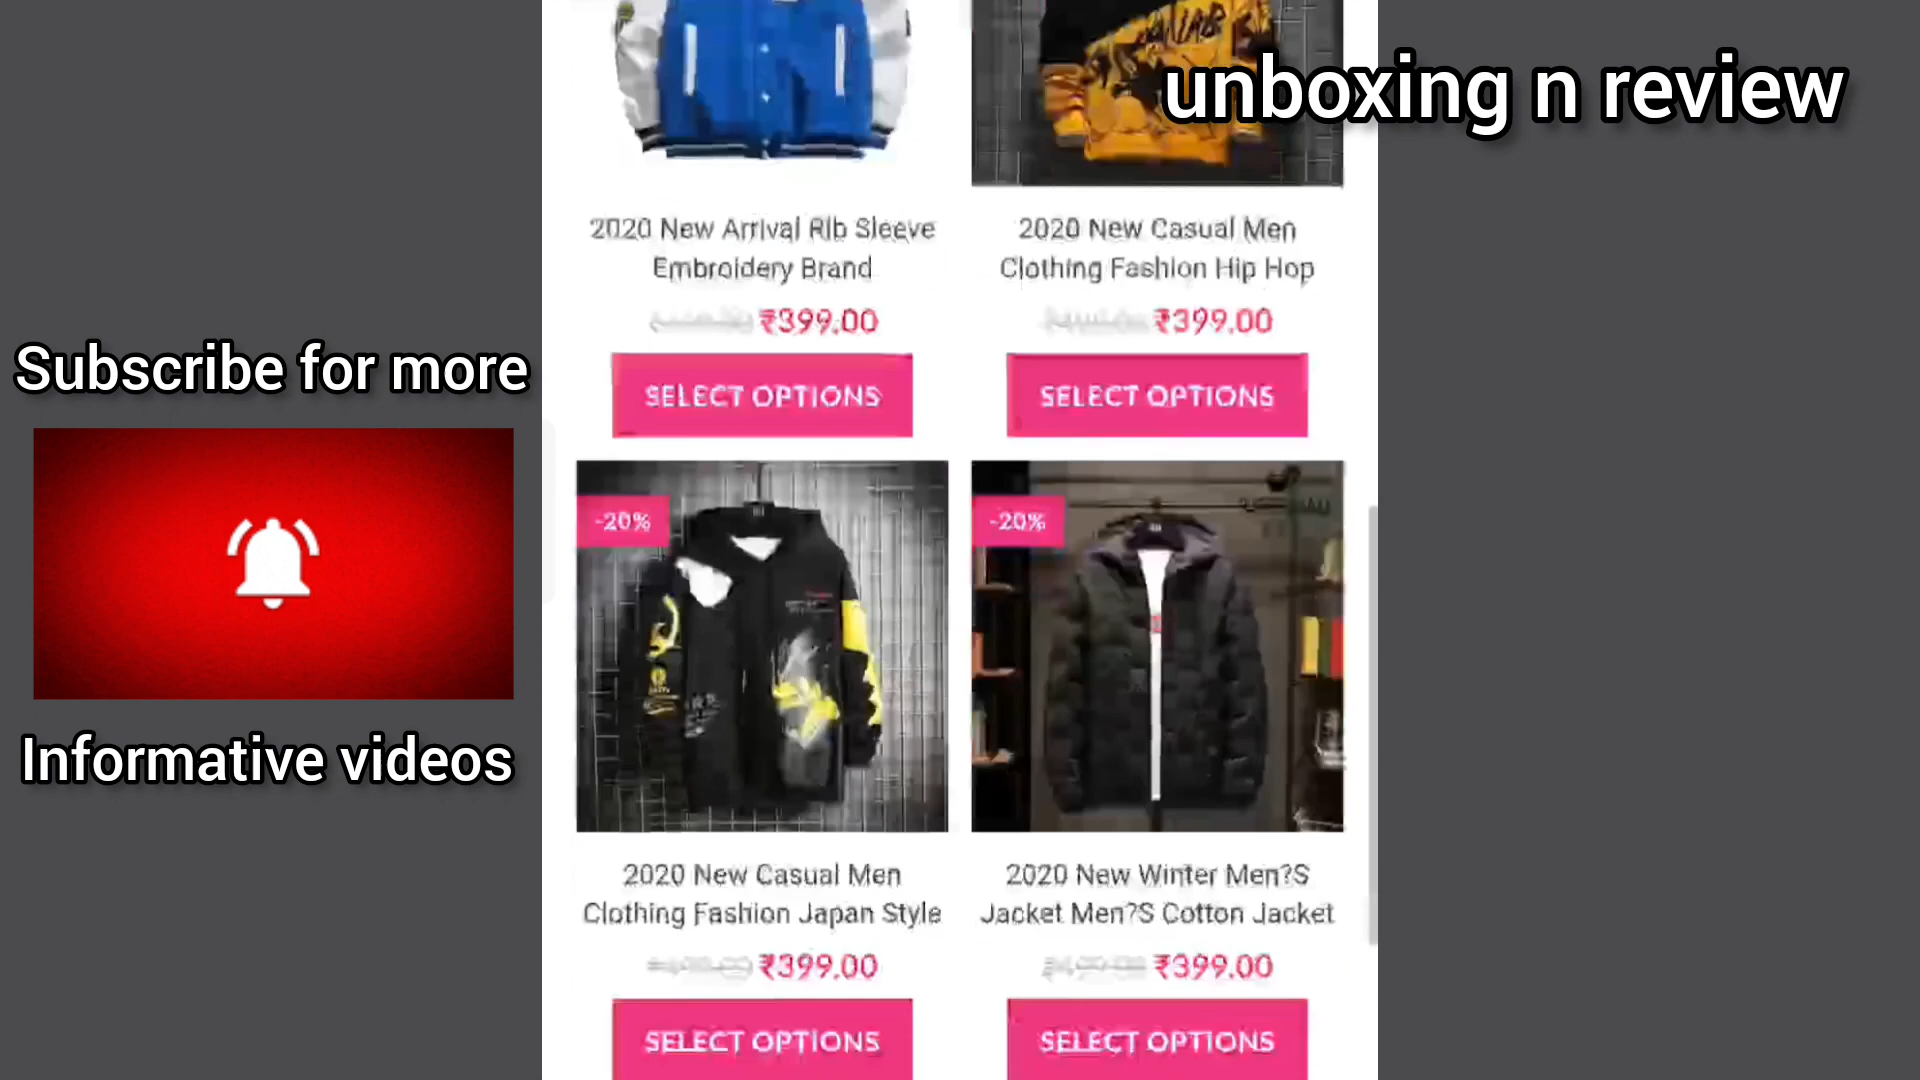 unboxing n review
2020 New Arrival Rib Sleeve
Embroidery Brand
₹399.00
SELECT OPTIONS
2020 New Casual Men
Clothing Fashion Hip Hop
₹399.00
SELECT OPTIONS
Subscribe for more
Informative videos
-20%
2020 New Casual Men
Clothing Fashion Japan Style
₹399.00
SELECT OPTIONS
-20%
2020 New Winter Men?S
Jacket Men?S Cotton Jacket
₹399.00
SELECT OPTIONS